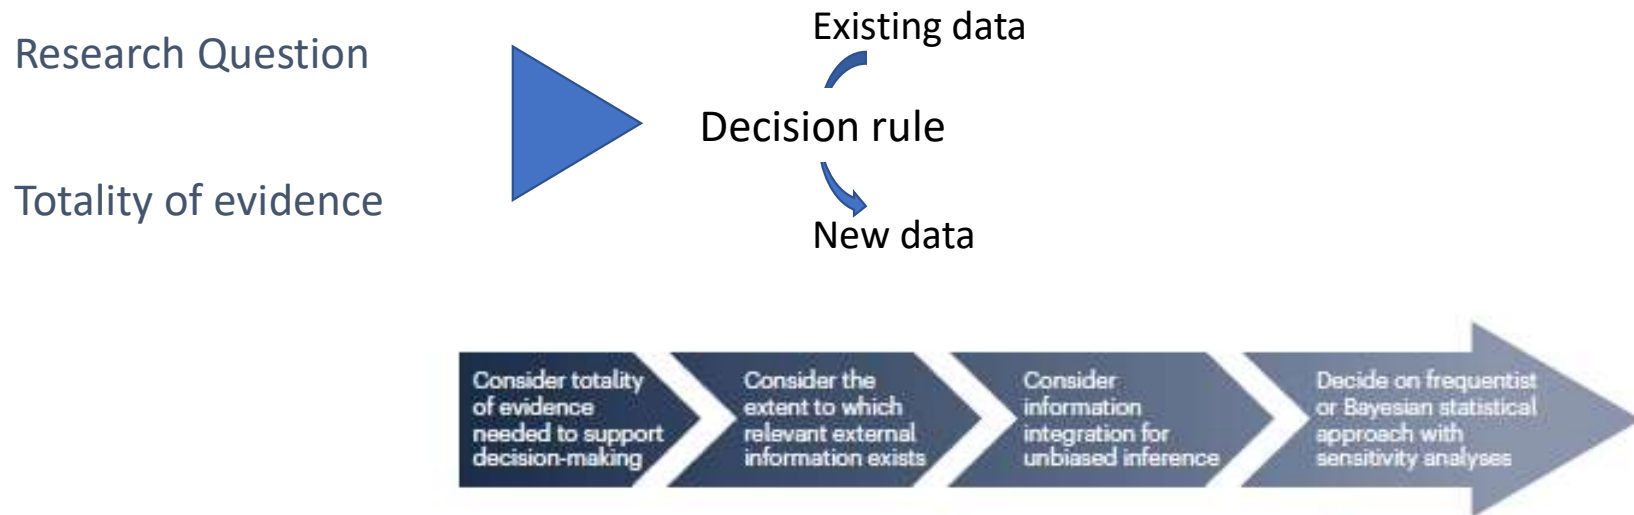 Research Question
Totality of evidence
Existing data
Decision rule
New data
Consider totality
of evidence
needed to support
decision-making
Consider the
extent to which
relevant external
information exists
Consider
information
integration for
unbiased inference
Decide on frequentist
or Bayesian statistical
approach with
sensitivity analyses